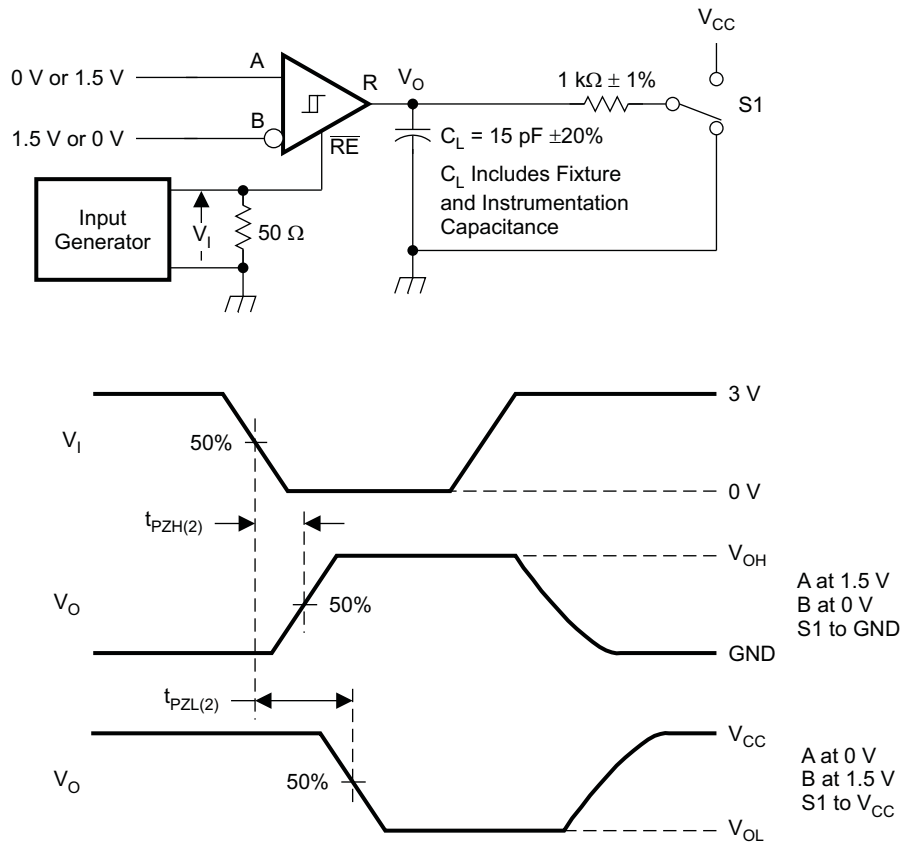 V_CC
0 V or 1.5 V
A
R
V_O
1 kΩ ± 1%
S1
1.5 V or 0 V
B
R̅E̅
C_L = 15 pF ±20%
C_L Includes Fixture
and Instrumentation
Capacitance
Input
Generator
V_I
50 Ω
3 V
V_I
50%
0 V
t_PZH(2)
V_OH
V_O
50%
A at 1.5 V
B at 0 V
S1 to GND
GND
t_PZL(2)
V_CC
V_O
50%
A at 0 V
B at 1.5 V
S1 to V_CC
V_OL